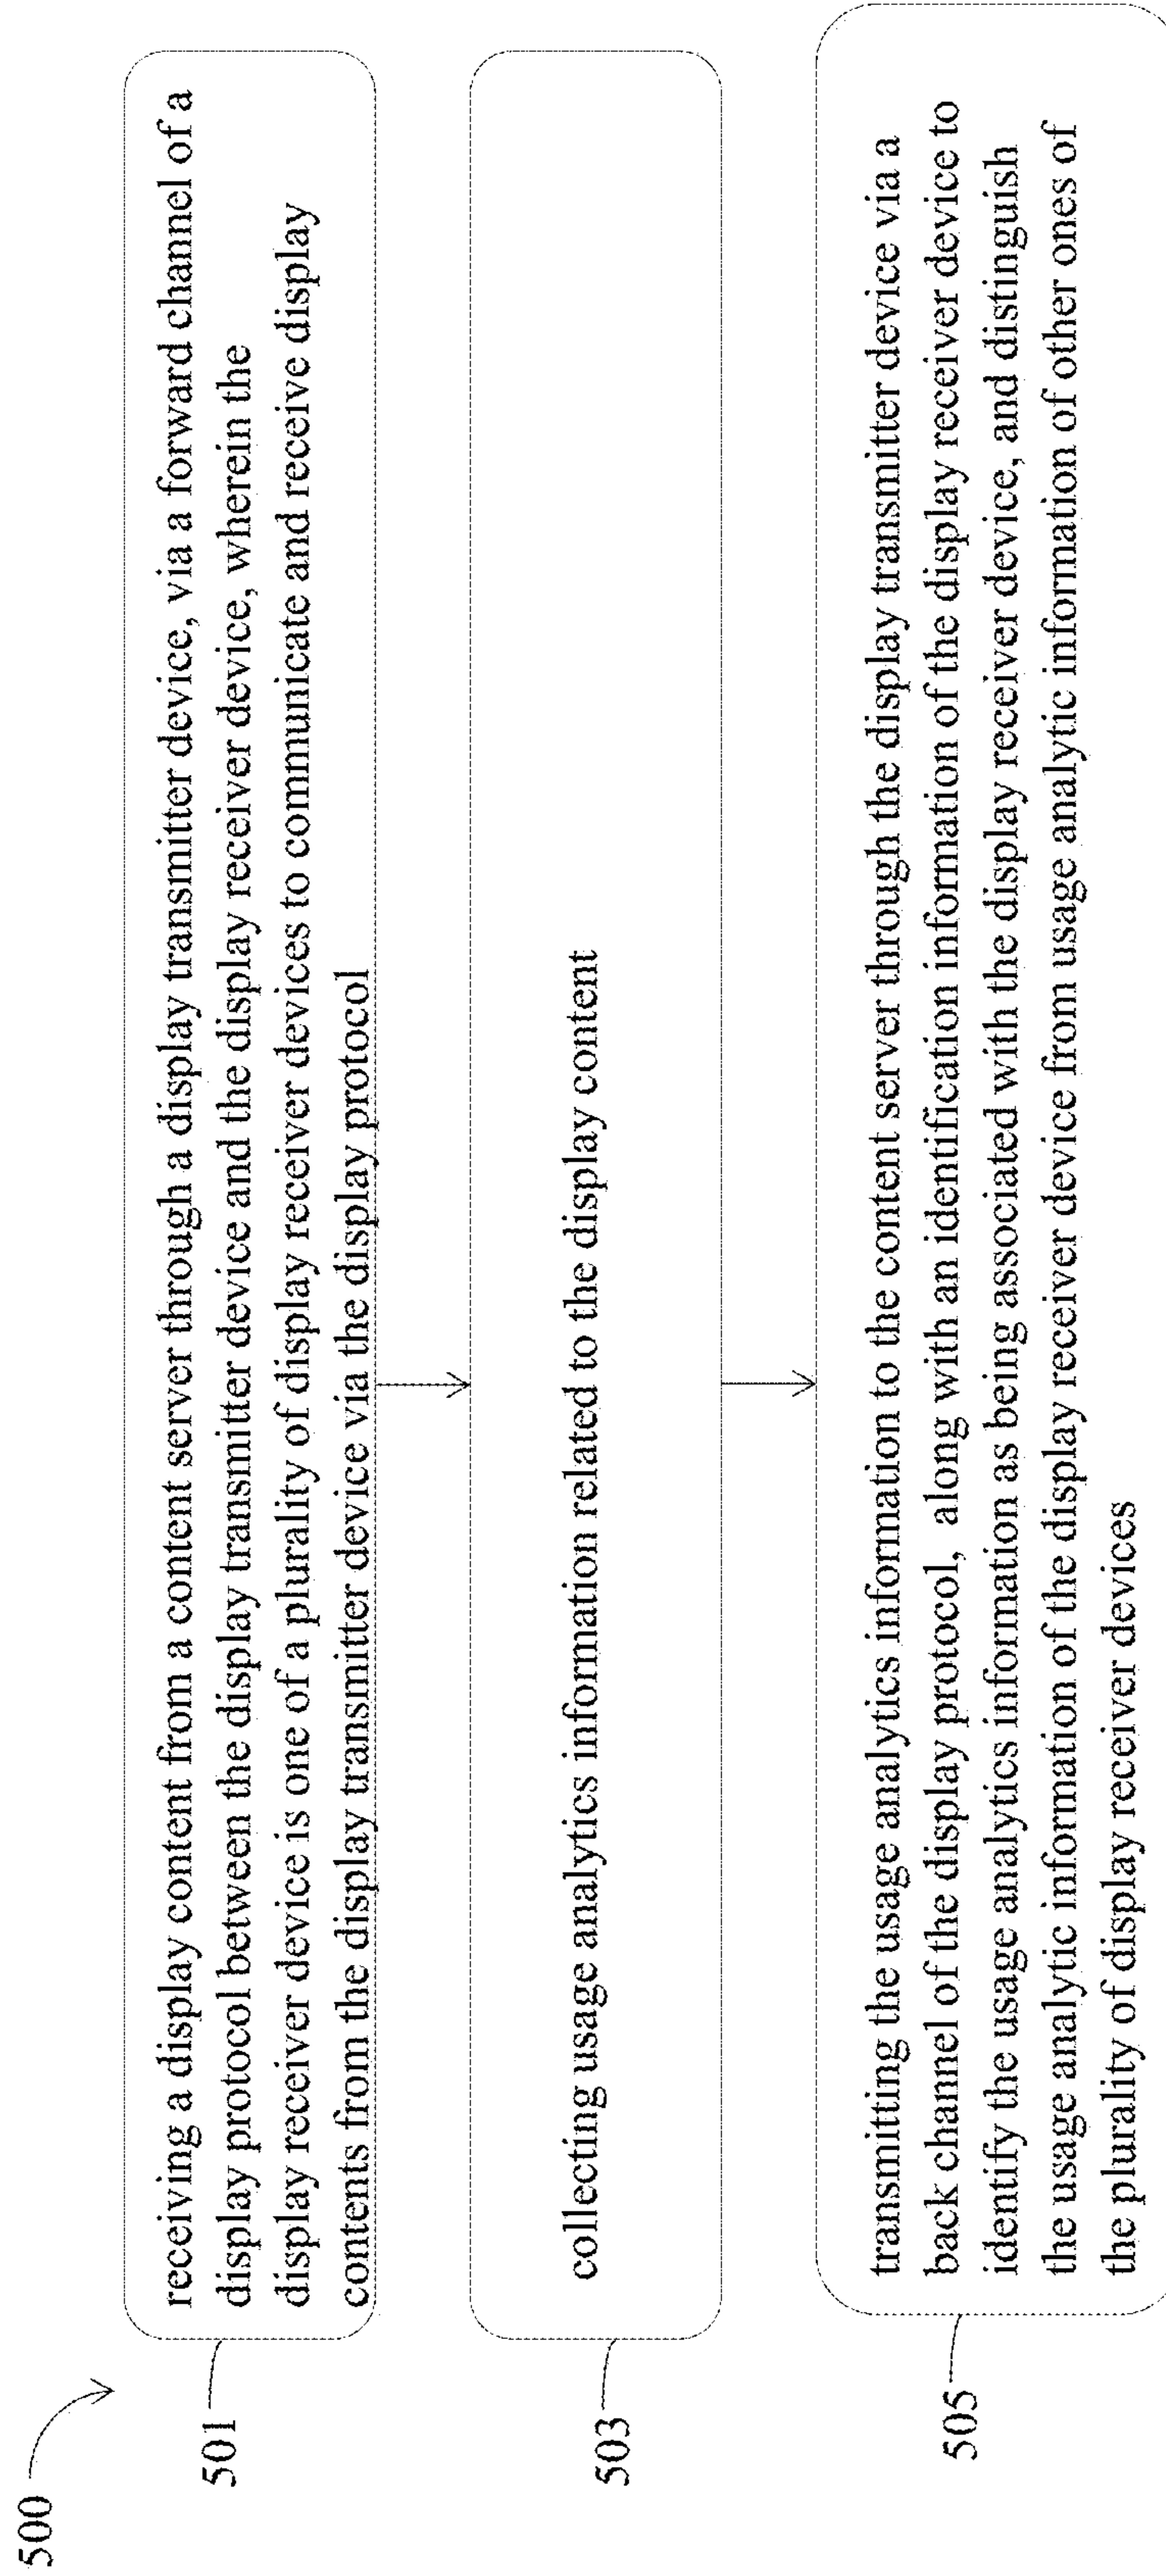 500
501
receiving a display content from a content server through a display transmitter device, via a forward channel of a
display protocol between the display transmitter device and the display receiver device, wherein the
display receiver device is one of a plurality of display receiver devices to communicate and receive display
contents from the display transmitter device via the display protocol
503
collecting usage analytics information related to the display content
505
transmitting the usage analytics information to the content server through the display transmitter device via a
back channel of the display protocol, along with an identification information of the display receiver device to
identify the usage analytics information as being associated with the display receiver device, and distinguish
the usage analytic information of the display receiver device from usage analytic information of other ones of
the plurality of display receiver devices